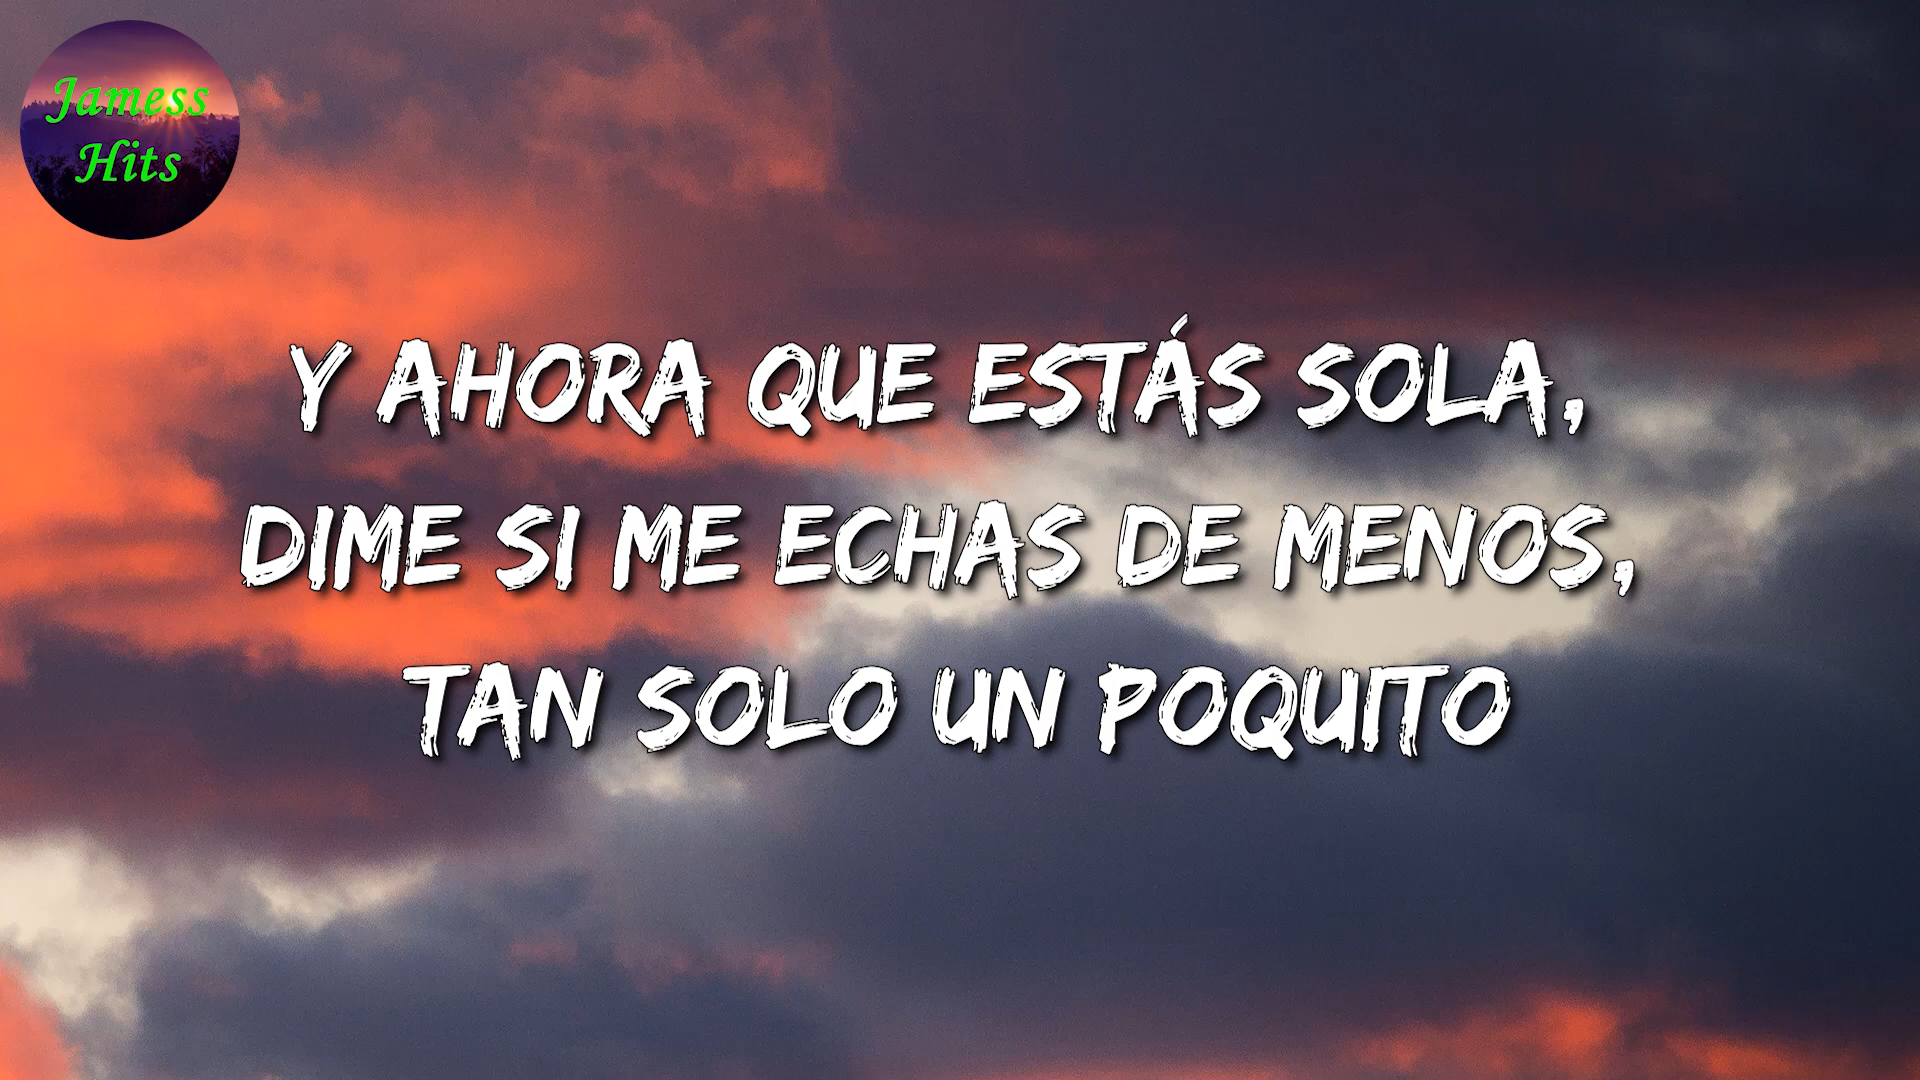 Jamess
Hits
Y AHORA QUE ESTÁS SOLA,
DIME SI ME ECHAS DE MENOS,
TAN SOLO UN POQUITO